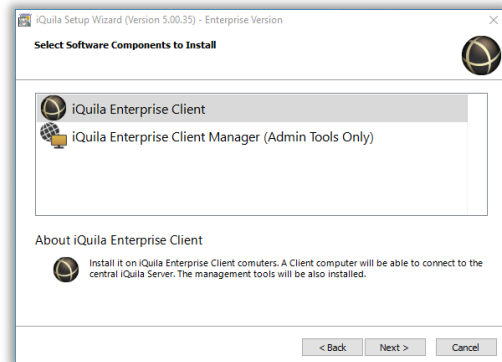 iQuila Setup Wizard (Version 5.00.35) - Enterprise Version
Select Software Components to Install
iQuila Enterprise Client
iQuila Enterprise Client Manager (Admin Tools Only)
About iQuila Enterprise Client
Install it on iQuila Enterprise Client comuters. A Client computer will be able to connect to the
central iQuila Server. The management tools will be also installed.
< Back Next > Cancel